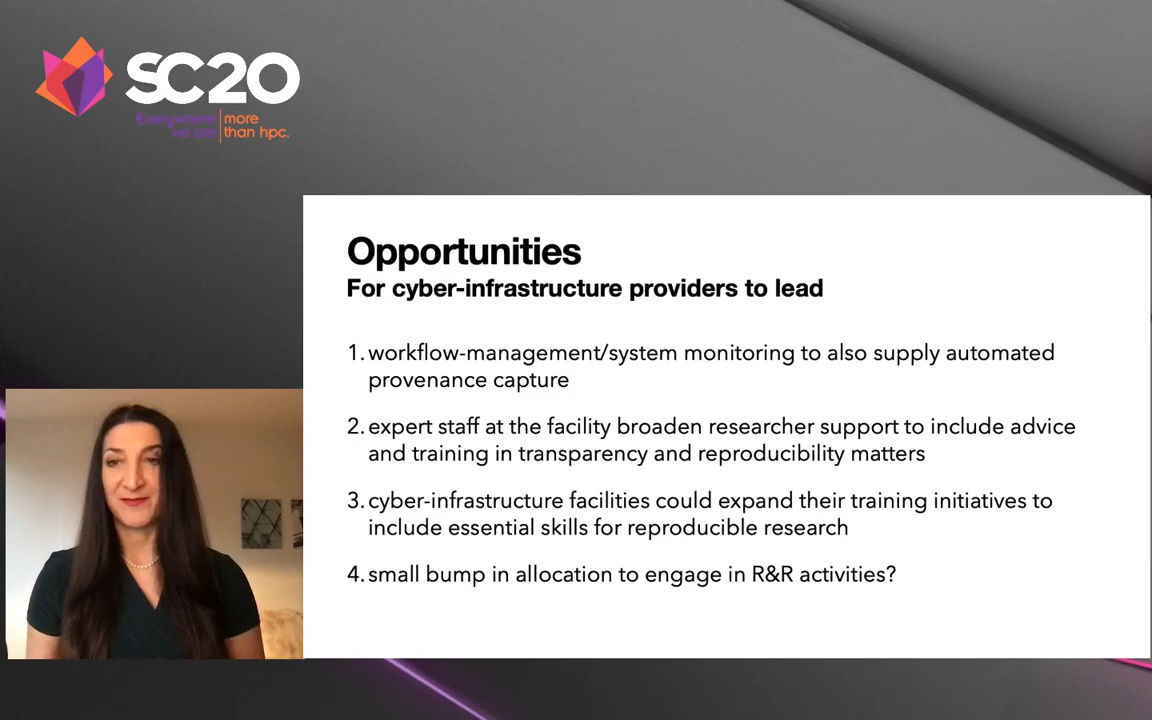 SC20
Everywhere we are | more than hpc.
Opportunities
For cyber-infrastructure providers to lead
1. workflow-management/system monitoring to also supply automated
provenance capture
2. expert staff at the facility broaden researcher support to include advice
and training in transparency and reproducibility matters
3. cyber-infrastructure facilities could expand their training initiatives to
include essential skills for reproducible research
4. small bump in allocation to engage in R&R activities?